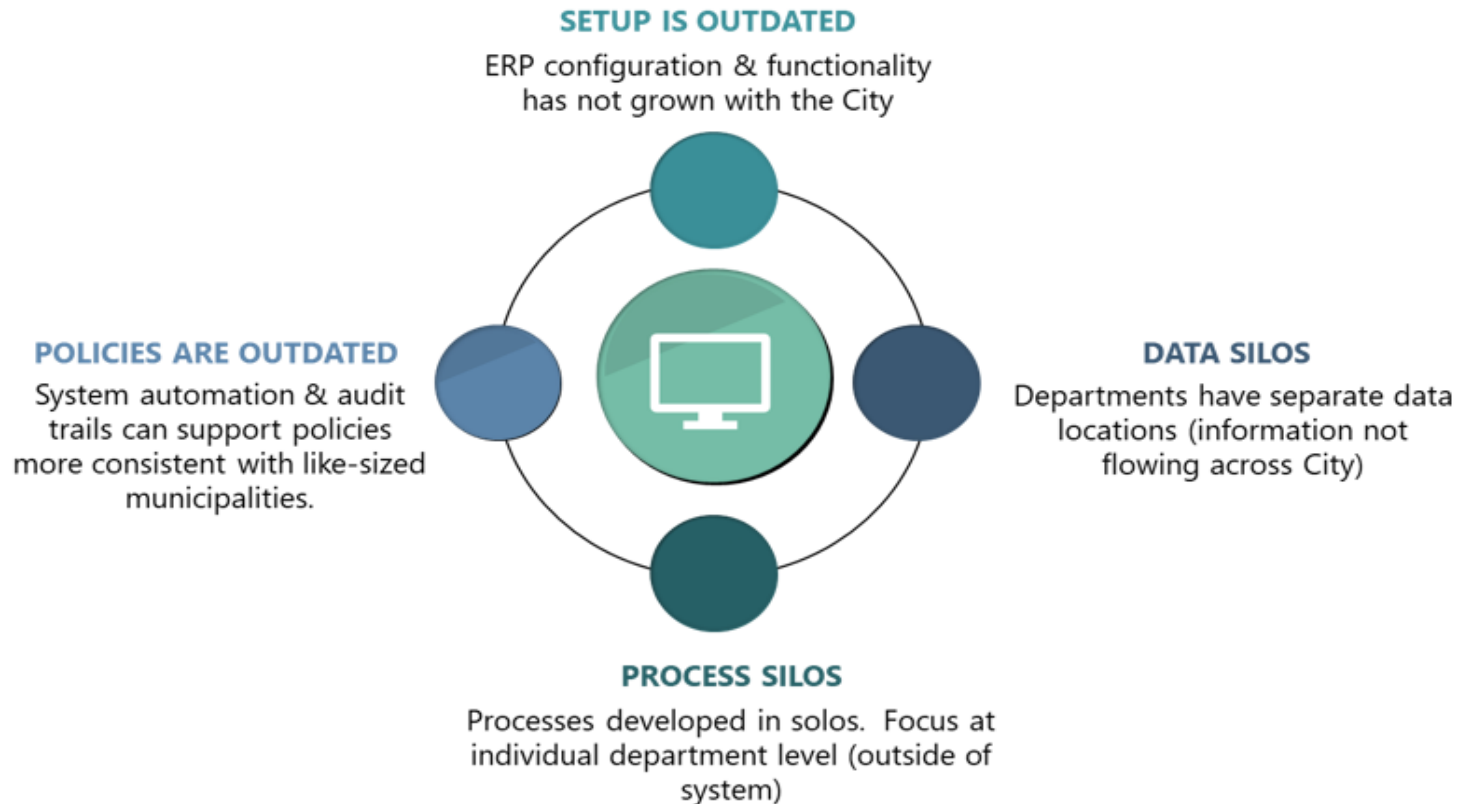 SETUP IS OUTDATED
ERP configuration & functionality
has not grown with the City
POLICIES ARE OUTDATED
System automation & audit
trails can support policies
more consistent with like-sized
municipalities.
DATA SILOS
Departments have separate data
locations (information not
flowing across City)
PROCESS SILOS
Processes developed in solos.  Focus at
individual department level (outside of
system)